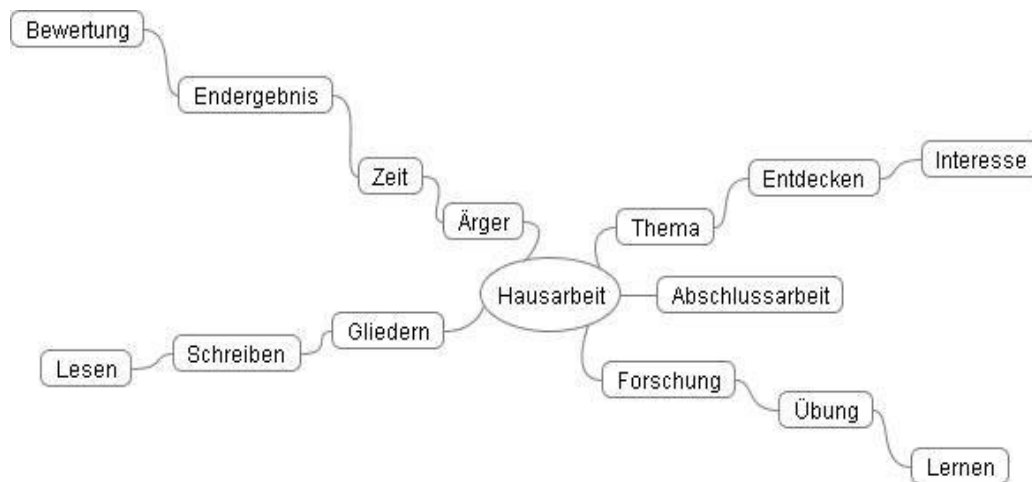 Bewertung
Endergebnis
Interesse
Zeit
Entdecken
Ärger
Thema
Hausarbeit
Abschlussarbeit
Gliedern
Schreiben
Lesen
Forschung
Übung
Lernen